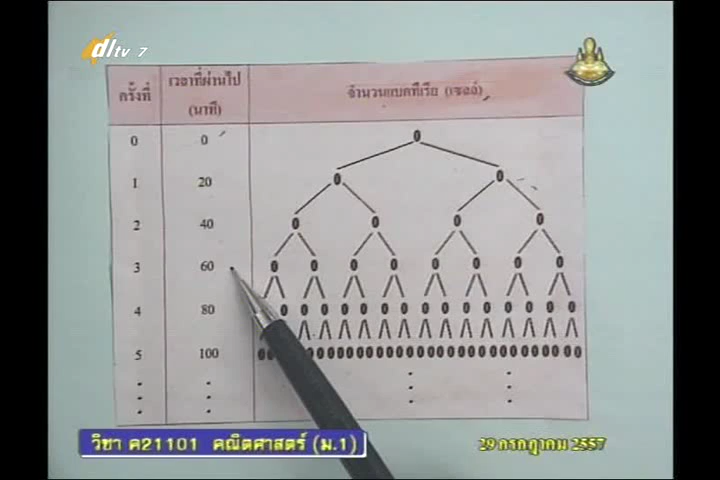 dltv 7
ครั้งที่ เวลาที่ผ่านไป (นาที) จำนวนแบคทีเรีย (เซลล์)
0 0
1 20
2 40
3 60
4 80
5 100
วิชา ค21101 คณิตศาสตร์ (ม.1)
29 กรกฎาคม 2557